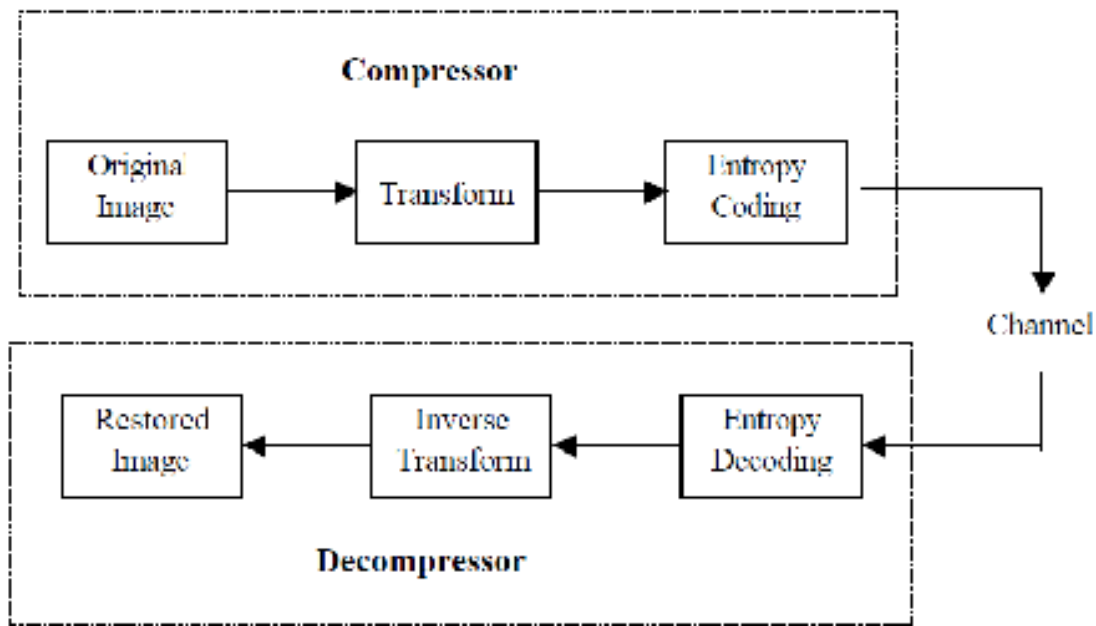 Compressor
Original
Image
Transform
Entropy
Coding
Channel
Restored
Image
Inverse
Transform
Entropy
Decoding
Decompressor